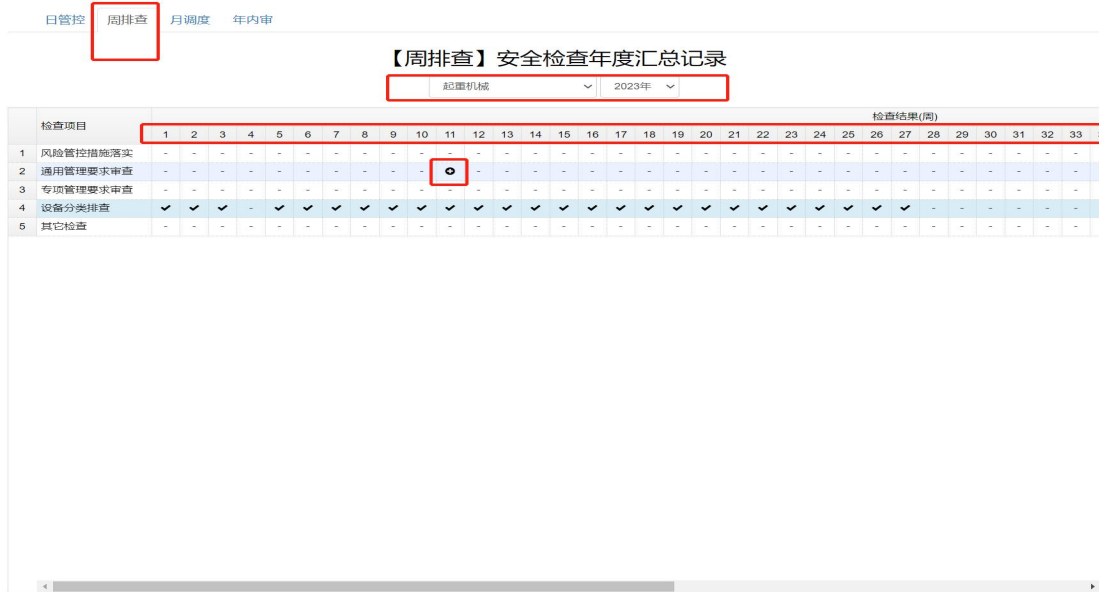 日管控 周排查 月调度 年内审
【周排查】安全检查年度汇总记录
起重机械 2023年
检查项目 检查结果(周)
1 2 3 4 5 6 7 8 9 10 11 12 13 14 15 16 17 18 19 20 21 22 23 24 25 26 27 28 29 30 31 32 33
1 风险管控措施落实 - - - - - - - - - - - - - - - - - - - - - - - - - - - - - - - - -
2 通用管理要求审查 - - - - - - - - - - - - - - - - - - - - - - - - - - - - - - - -
3 专项管理要求审查 - - - - - - - - - - - - - - - - - - - - - - - - - - - - - - - - -
4 设备分类排查 ✓ ✓ ✓ - ✓ ✓ ✓ ✓ ✓ ✓ ✓ ✓ ✓ ✓ ✓ ✓ ✓ ✓ ✓ ✓ ✓ ✓ ✓ ✓ ✓ ✓ ✓ - - - - - -
5 其它检查 - - - - - - - - - - - - - - - - - - - - - - - - - - - - - - - - -